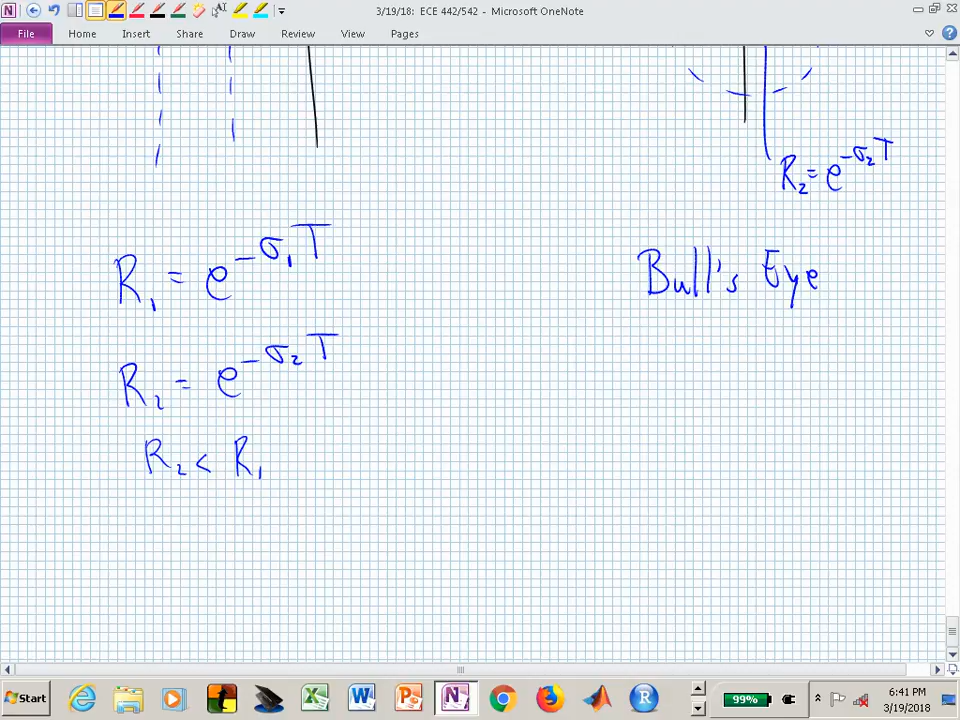 3/19/18: ECE 442/542 - Microsoft OneNote
File Home Insert Share Draw Review View Pages
R₂ = e^-σ₂T
R₁ = e^-σ₁T
Bull's Eye
R₂ = e^-σ₂T
R₂ < R₁
Start
99%
6:41 PM
3/19/2018